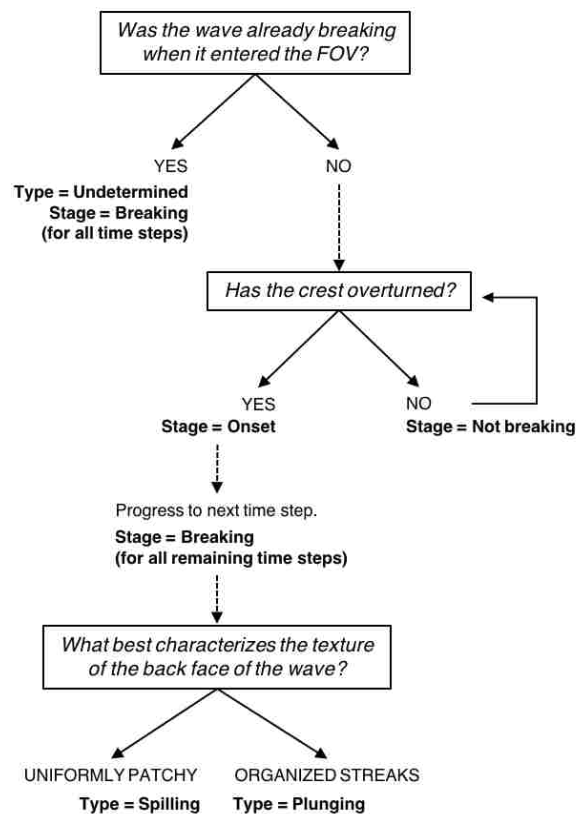 Was the wave already breaking
when it entered the FOV?
YES
NO
Type = Undetermined
Stage = Breaking
(for all time steps)
Has the crest overturned?
YES
NO
Stage = Onset
Stage = Not breaking
Progress to next time step.
Stage = Breaking
(for all remaining time steps)
What best characterizes the texture
of the back face of the wave?
UNIFORMLY PATCHY
ORGANIZED STREAKS
Type = Spilling
Type = Plunging